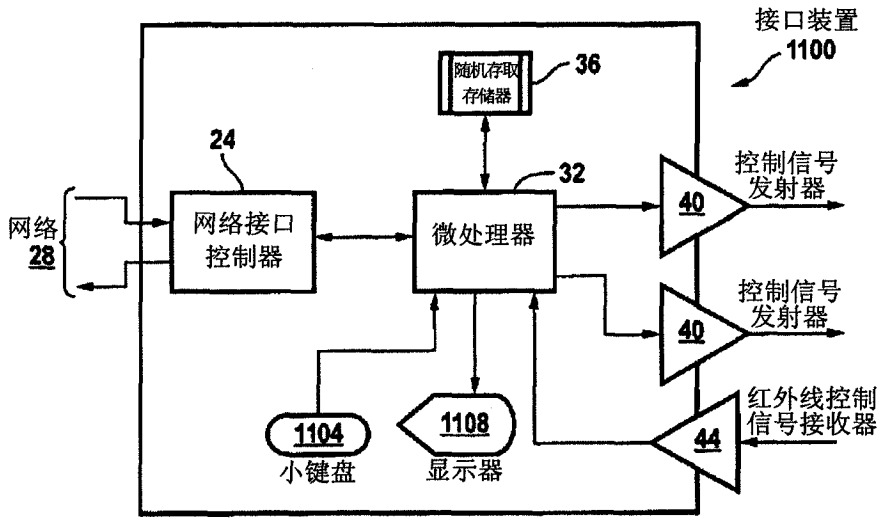 接口装置
1100
随机存取
存储器
36
24
32
控制信号
发射器
40
网络
28
网络接口
控制器
微处理器
控制信号
发射器
40
1104
小键盘
1108
显示器
44
红外线控制
信号接收器